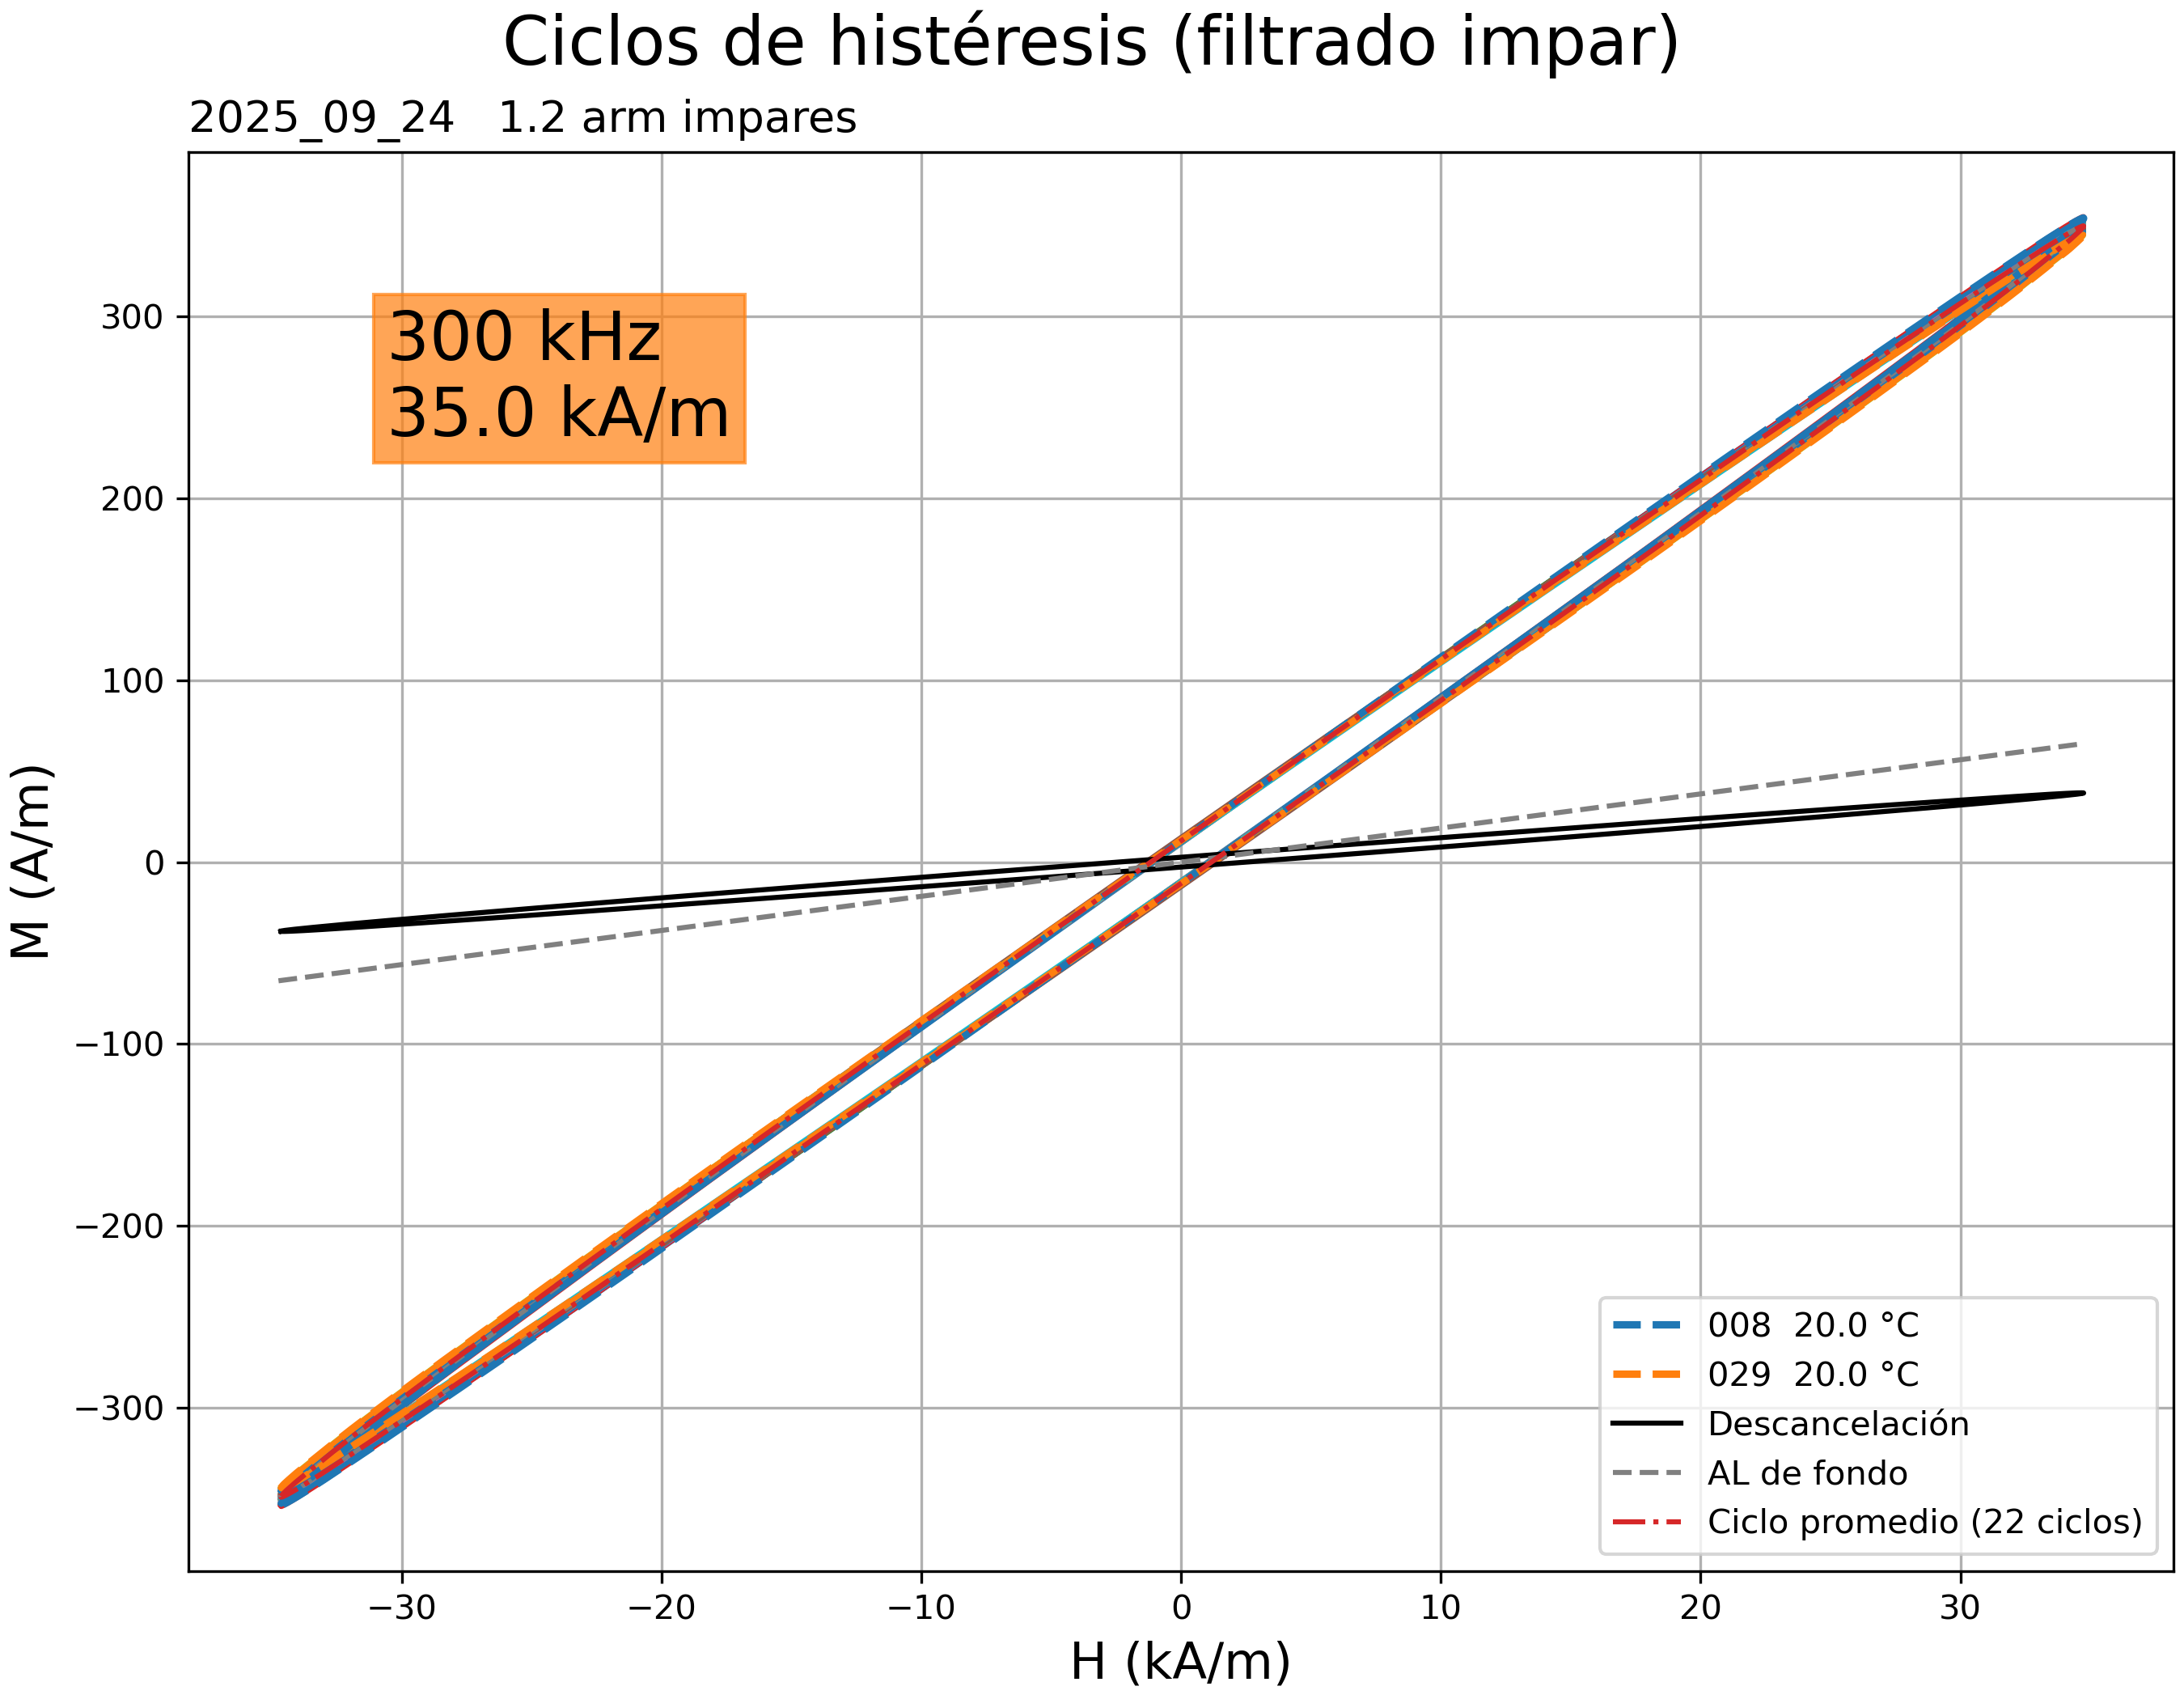 Ciclos de histéresis (filtrado impar)
2025_09_24   1.2 arm impares
300 kHz
35.0 kA/m
M (A/m)
300
200
100
0
−100
−200
−300
−30
−20
−10
0
10
20
30
H (kA/m)
008  20.0 °C
029  20.0 °C
Descancelación
AL de fondo
Ciclo promedio (22 ciclos)